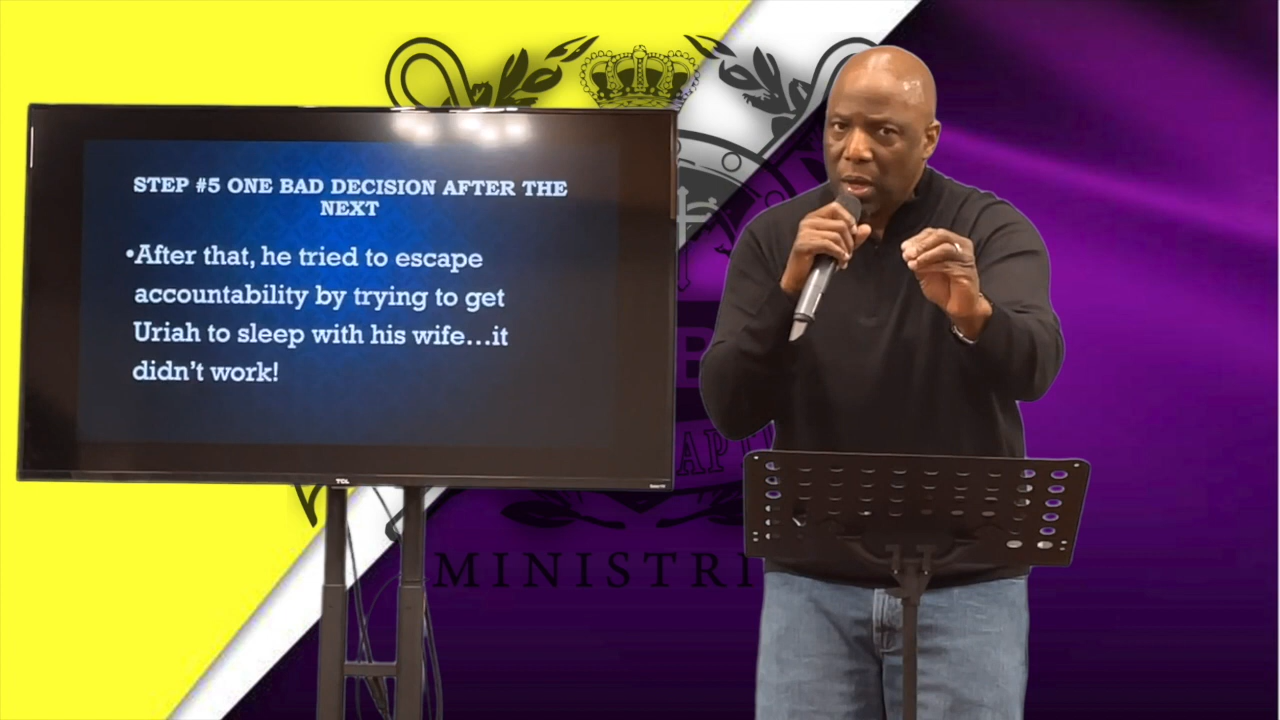 STEP #5 ONE BAD DECISION AFTER THE
NEXT
•After that, he tried to escape
accountability by trying to get
Uriah to sleep with his wife…it
didn't work!
TCL
MINISTRI